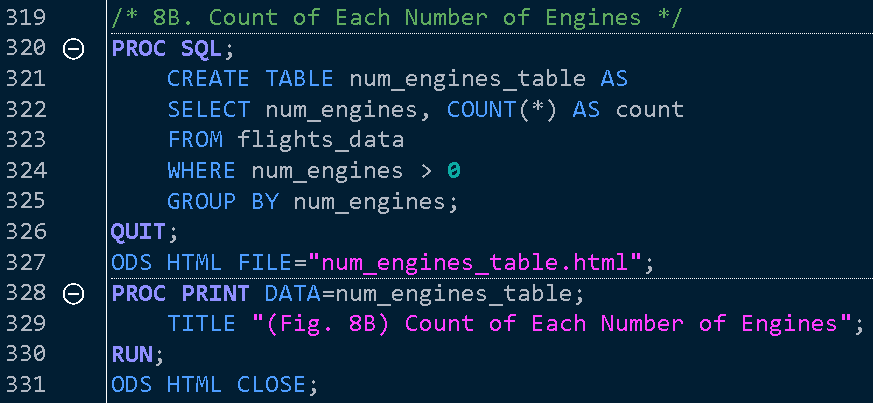 319 /* 8B. Count of Each Number of Engines */
320 PROC SQL;
321 CREATE TABLE num_engines_table AS
322 SELECT num_engines, COUNT(*) AS count
323 FROM flights_data
324 WHERE num_engines > 0
325 GROUP BY num_engines;
326 QUIT;
327 ODS HTML FILE="num_engines_table.html";
328 PROC PRINT DATA=num_engines_table;
329 TITLE "(Fig. 8B) Count of Each Number of Engines";
330 RUN;
331 ODS HTML CLOSE;